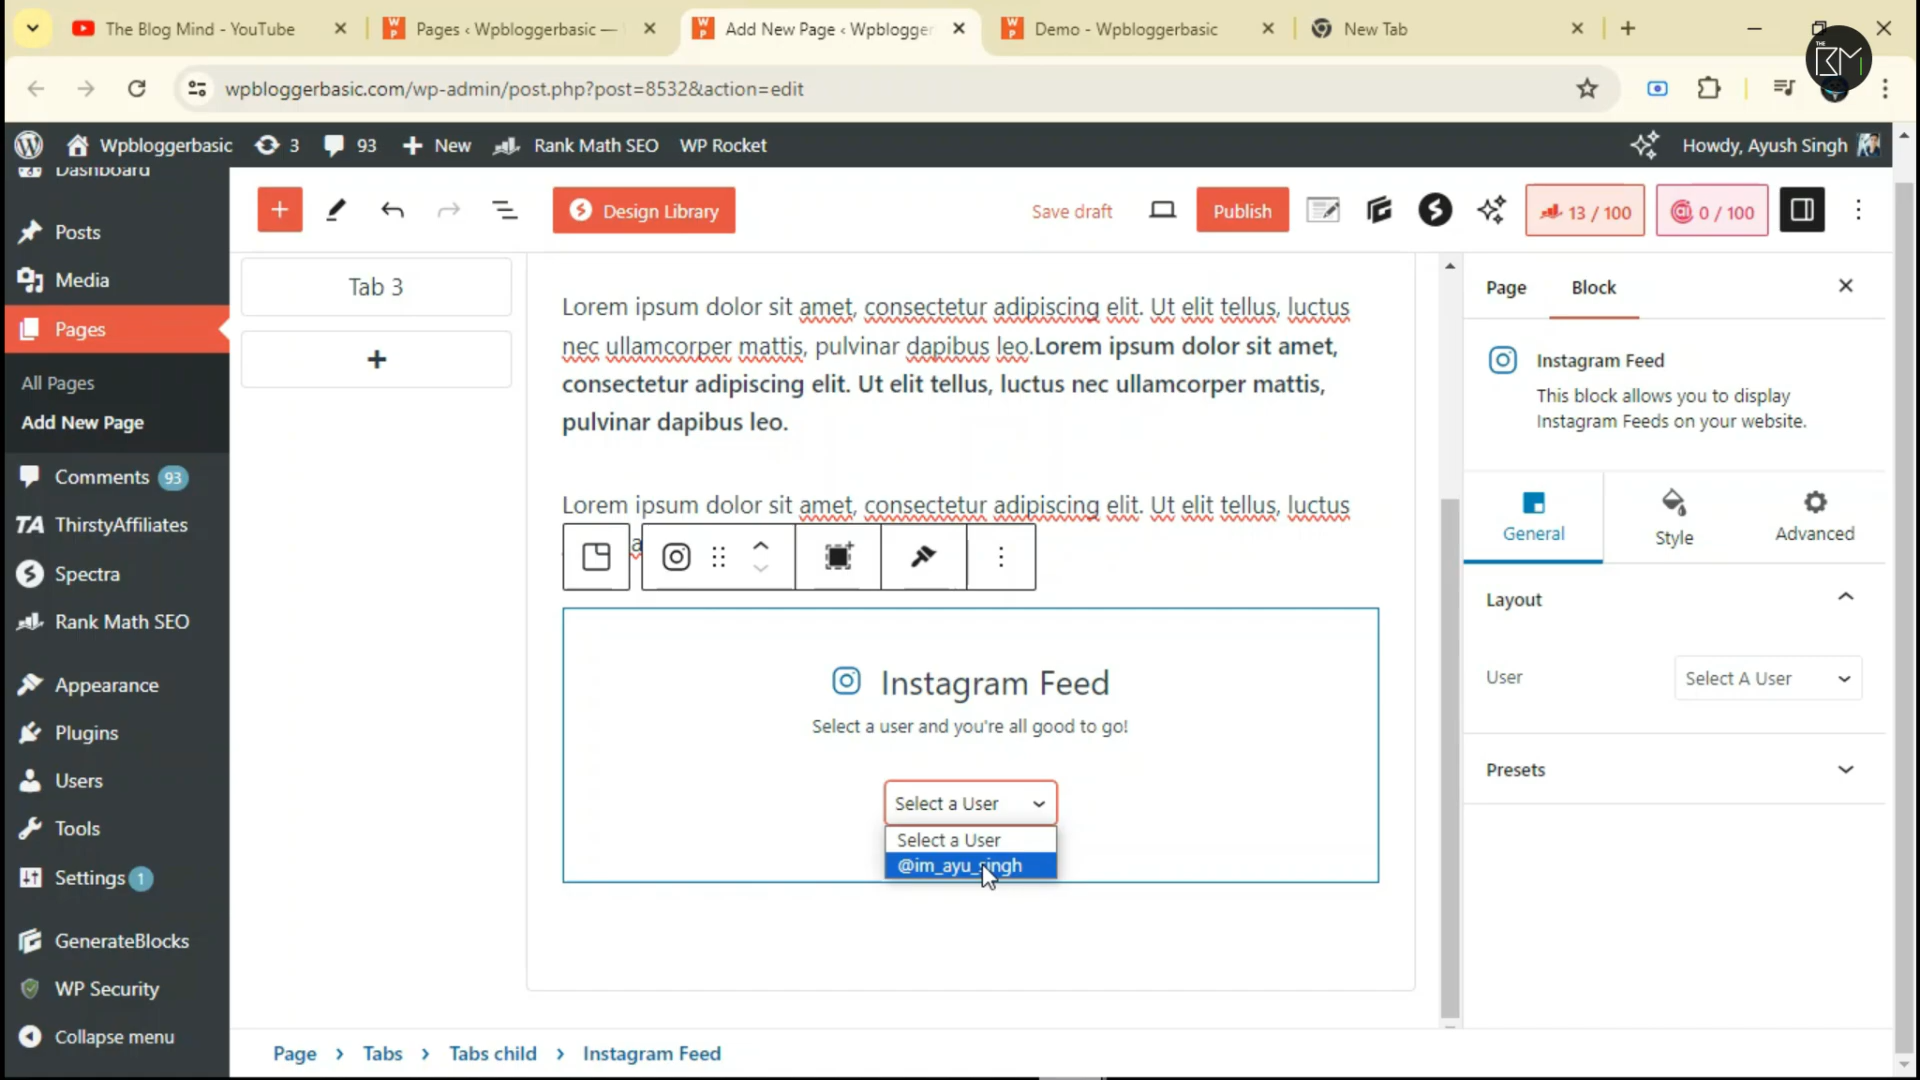 The Blog Mind - YouTube
Pages ‹ Wpbloggerbasic —
Add New Page ‹ Wpblogger
Demo - Wpbloggerbasic
New Tab
THE BM
wpbloggerbasic.com/wp-admin/post.php?post=8532&action=edit
Wpbloggerbasic
3
93
New
Rank Math SEO
WP Rocket
Howdy, Ayush Singh
Dashboard
Posts
Media
Pages
All Pages
Add New Page
Comments 93
ThirstyAffiliates
Spectra
Rank Math SEO
Appearance
Plugins
Users
Tools
Settings 1
GenerateBlocks
WP Security
Collapse menu
Design Library
Save draft
Publish
13 / 100
0 / 100
Tab 3
+
Lorem ipsum dolor sit amet, consectetur adipiscing elit. Ut elit tellus, luctus
nec ullamcorper mattis, pulvinar dapibus leo.Lorem ipsum dolor sit amet,
consectetur adipiscing elit. Ut elit tellus, luctus nec ullamcorper mattis,
pulvinar dapibus leo.
Lorem ipsum dolor sit amet, consectetur adipiscing elit. Ut elit tellus, luctus
Instagram Feed
Select a user and you're all good to go!
Select a User
Select a User
@im_ayu_singh
Page
Block
Instagram Feed
This block allows you to display
Instagram Feeds on your website.
General
Style
Advanced
Layout
User
Select A User
Presets
Page › Tabs › Tabs child › Instagram Feed